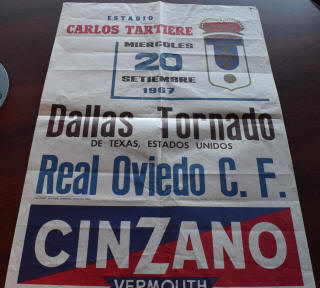 ESTADIO
CARLOS TARTIERE
MIERCOLES
20
SETIEMBRE
1967
Dallas Tornado
DE TEXAS, ESTADOS UNIDOS
Real Oviedo C. F.
CINZANO
VERMOUTH